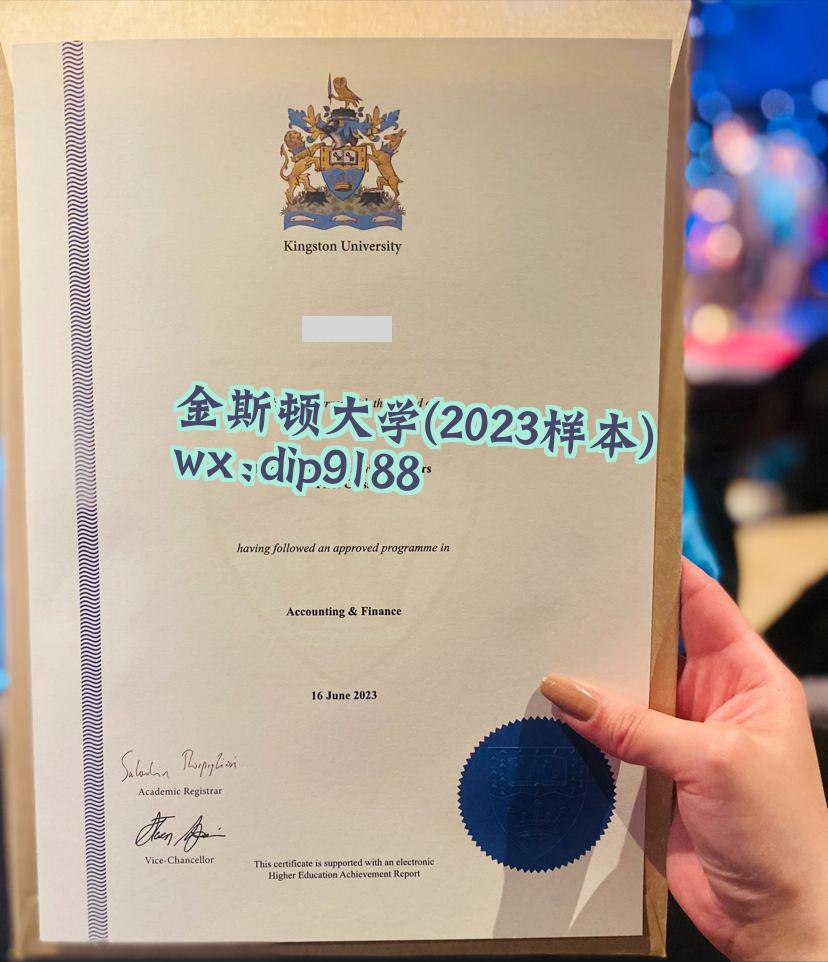 Kingston University
金斯顿大学(2023样本)
wx:dip9188
having followed an approved programme in
Accounting & Finance
16 June 2023
Academic Registrar
Vice-Chancellor
This certificate is supported with an electronic
Higher Education Achievement Report